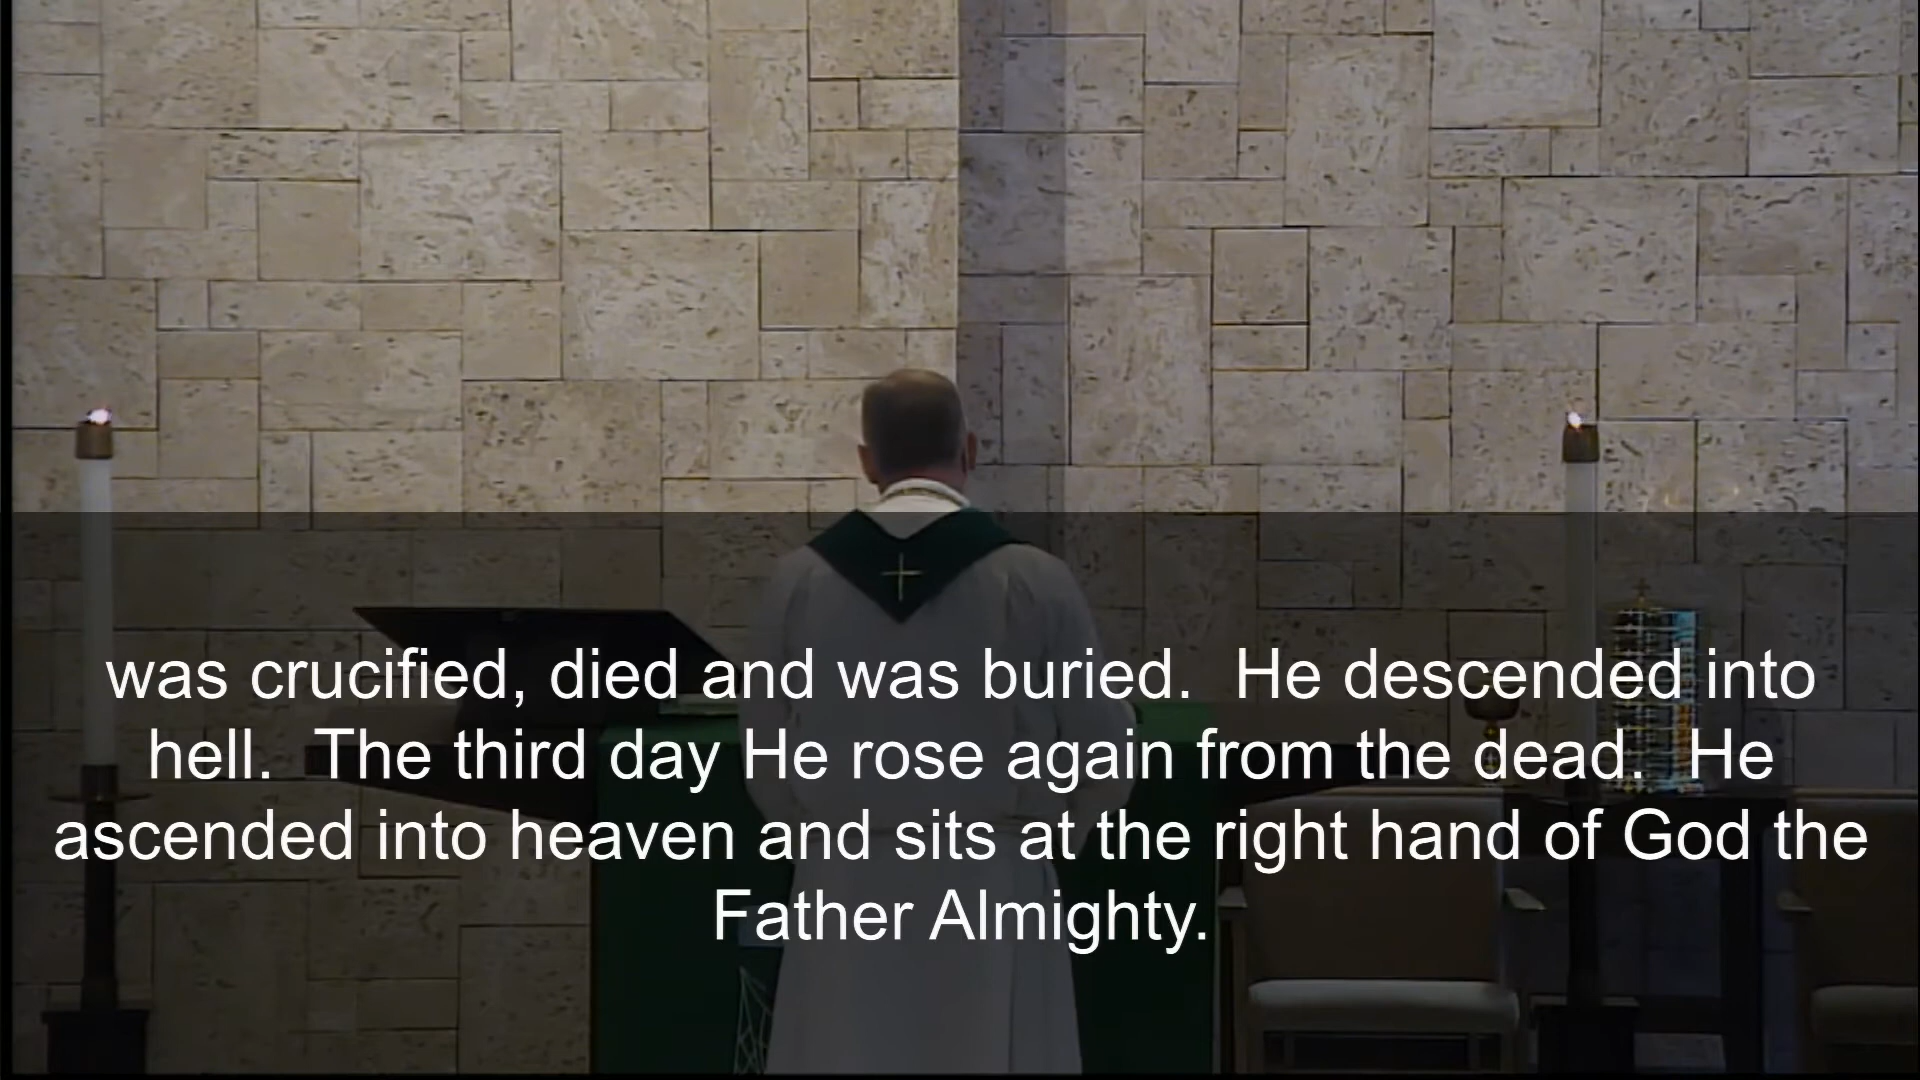 was crucified, died and was buried.  He descended into
hell.  The third day He rose again from the dead.  He
ascended into heaven and sits at the right hand of God the
Father Almighty.